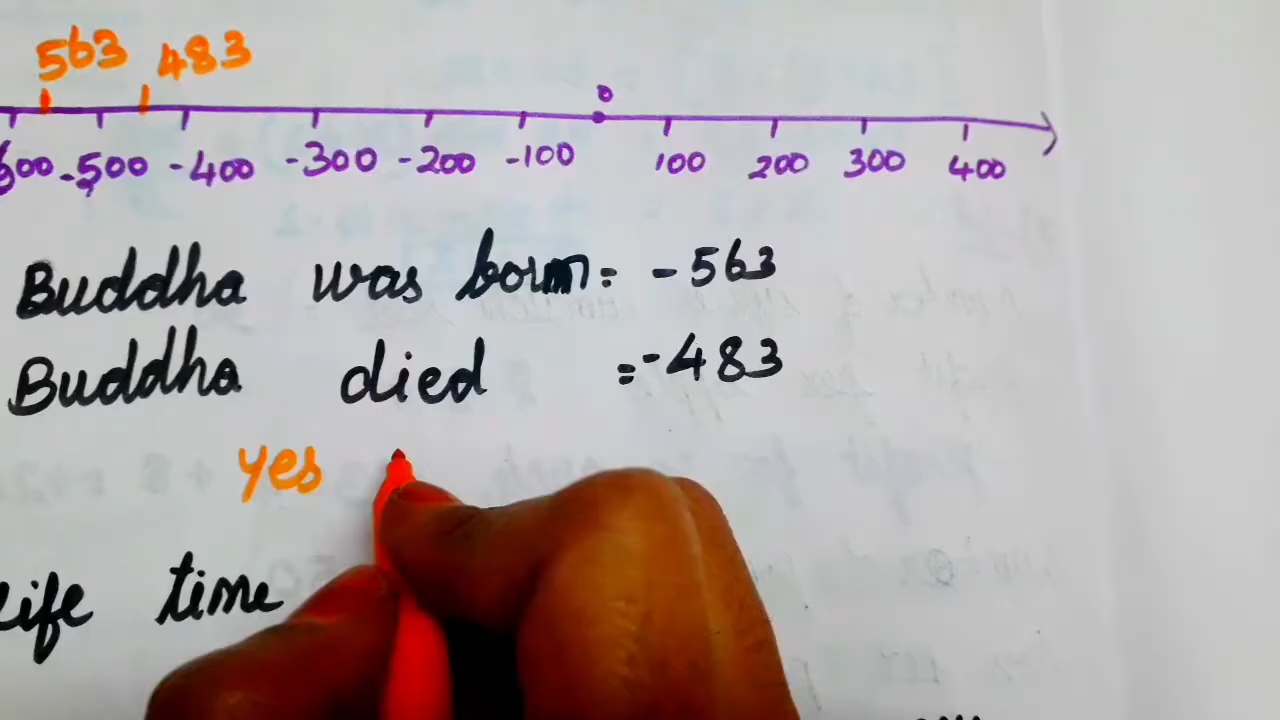 563 483
0
-500 -400 -300 -200 -100 100 200 300 400
Buddha was born = -563
Buddha died = -483
yes
life time